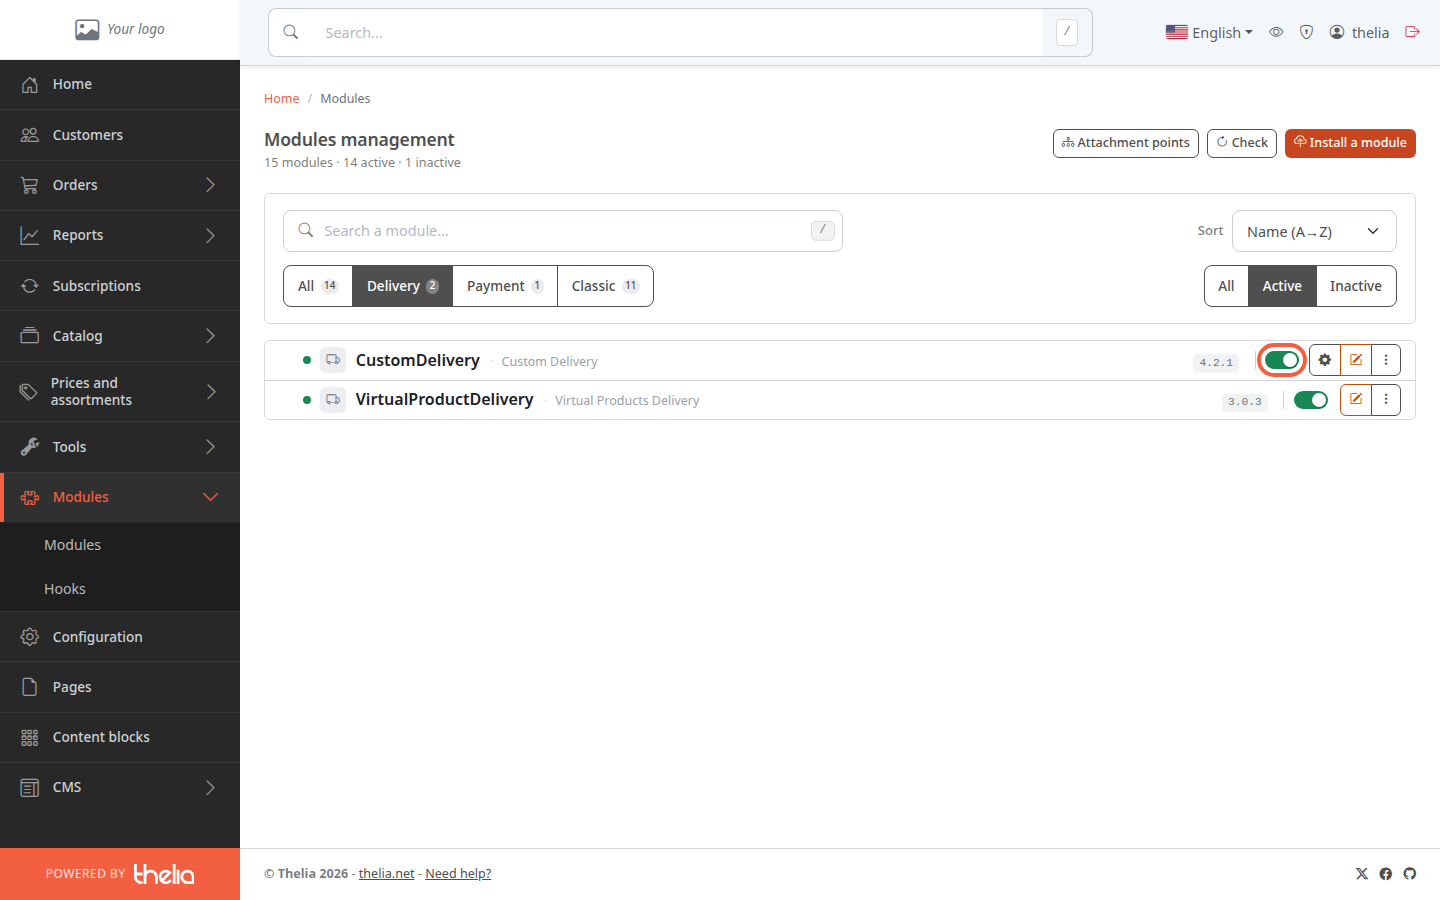 Your logo
Search...
/
English
thelia
Home
Customers
Orders
Reports
Subscriptions
Catalog
Prices and
assortments
Tools
Modules
Modules
Hooks
Configuration
Pages
Content blocks
CMS
POWERED BY thelia
Home / Modules
Modules management
15 modules · 14 active · 1 inactive
Attachment points
Check
Install a module
Search a module...
/
Sort
Name (A→Z)
All 14
Delivery 2
Payment 1
Classic 11
All
Active
Inactive
CustomDelivery · Custom Delivery
4.2.1
VirtualProductDelivery · Virtual Products Delivery
3.0.3
© Thelia 2026 - thelia.net - Need help?